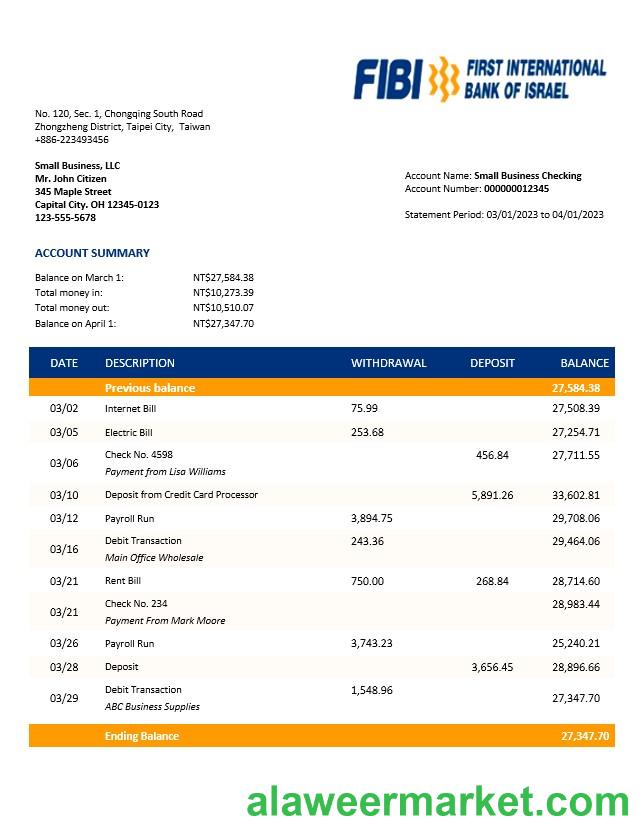 FIBI FIRST INTERNATIONAL
BANK OF ISRAEL
No. 120, Sec. 1, Chongqing South Road
Zhongzheng District, Taipei City, Taiwan
+886-223493456
Small Business, LLC
Mr. John Citizen
345 Maple Street
Capital City. OH 12345-0123
123-555-5678
Account Name: Small Business Checking
Account Number: 000000012345
Statement Period: 03/01/2023 to 04/01/2023
ACCOUNT SUMMARY
Balance on March 1: NT$27,584.38
Total money in: NT$10,273.39
Total money out: NT$10,510.07
Balance on April 1: NT$27,347.70
DATE DESCRIPTION WITHDRAWAL DEPOSIT BALANCE
Previous balance 27,584.38
03/02 Internet Bill 75.99 27,508.39
03/05 Electric Bill 253.68 27,254.71
03/06 Check No. 4598 456.84 27,711.55
Payment from Lisa Williams
03/10 Deposit from Credit Card Processor 5,891.26 33,602.81
03/12 Payroll Run 3,894.75 29,708.06
03/16 Debit Transaction 243.36 29,464.06
Main Office Wholesale
03/21 Rent Bill 750.00 268.84 28,714.60
03/21 Check No. 234 28,983.44
Payment From Mark Moore
03/26 Payroll Run 3,743.23 25,240.21
03/28 Deposit 3,656.45 28,896.66
03/29 Debit Transaction 1,548.96 27,347.70
ABC Business Supplies
Ending Balance 27,347.70
alaweermarket.com